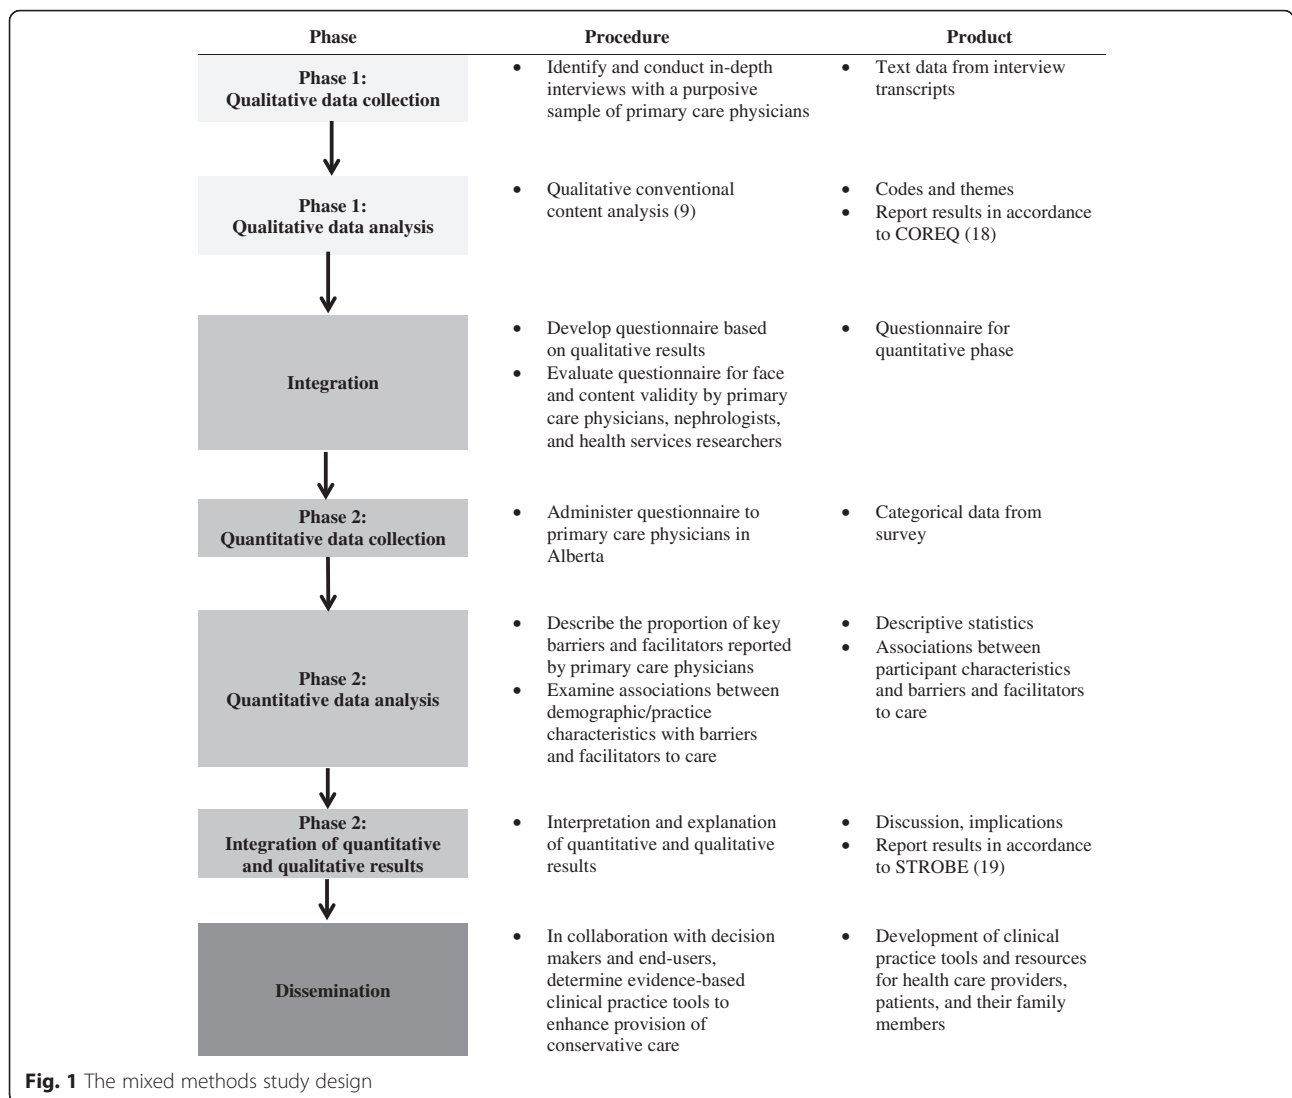 Phase Procedure Product
Phase 1:
Qualitative data collection
• Identify and conduct in-depth
interviews with a purposive
sample of primary care physicians
• Text data from interview
transcripts
Phase 1:
Qualitative data analysis
• Qualitative conventional
content analysis (9)
• Codes and themes
• Report results in accordance
to COREQ (18)
Integration
• Develop questionnaire based
on qualitative results
• Evaluate questionnaire for face
and content validity by primary
care physicians, nephrologists,
and health services researchers
• Questionnaire for
quantitative phase
Phase 2:
Quantitative data collection
• Administer questionnaire to
primary care physicians in
Alberta
• Categorical data from
survey
Phase 2:
Quantitative data analysis
• Describe the proportion of key
barriers and facilitators reported
by primary care physicians
• Examine associations between
demographic/practice
characteristics with barriers
and facilitators to care
• Descriptive statistics
• Associations between
participant characteristics
and barriers and facilitators
to care
Phase 2:
Integration of quantitative
and qualitative results
• Interpretation and explanation
of quantitative and qualitative
results
• Discussion, implications
• Report results in accordance
to STROBE (19)
Dissemination
• In collaboration with decision
makers and end-users,
determine evidence-based
clinical practice tools to
enhance provision of
conservative care
• Development of clinical
practice tools and resources
for health care providers,
patients, and their family
members
Fig. 1 The mixed methods study design